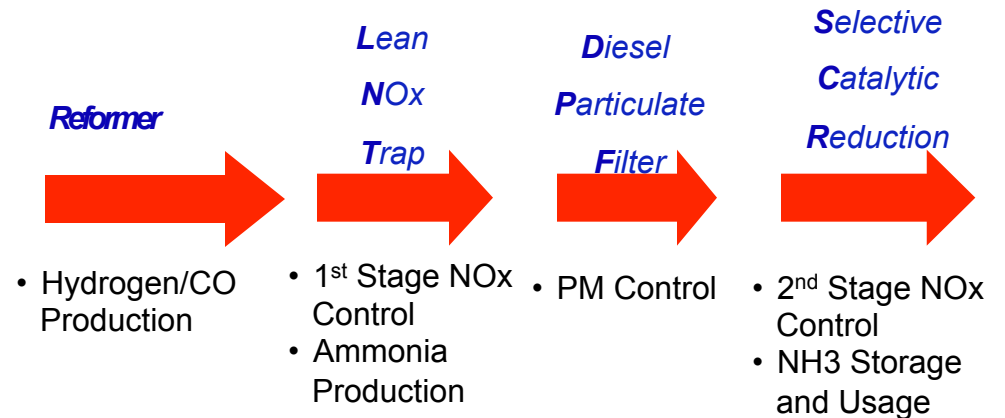 Reformer
• Hydrogen/CO
Production
Lean
NOx
Trap
• 1st Stage NOx
Control
• Ammonia
Production
Diesel
Particulate
Filter
• PM Control
Selective
Catalytic
Reduction
• 2nd Stage NOx
Control
• NH3 Storage
and Usage